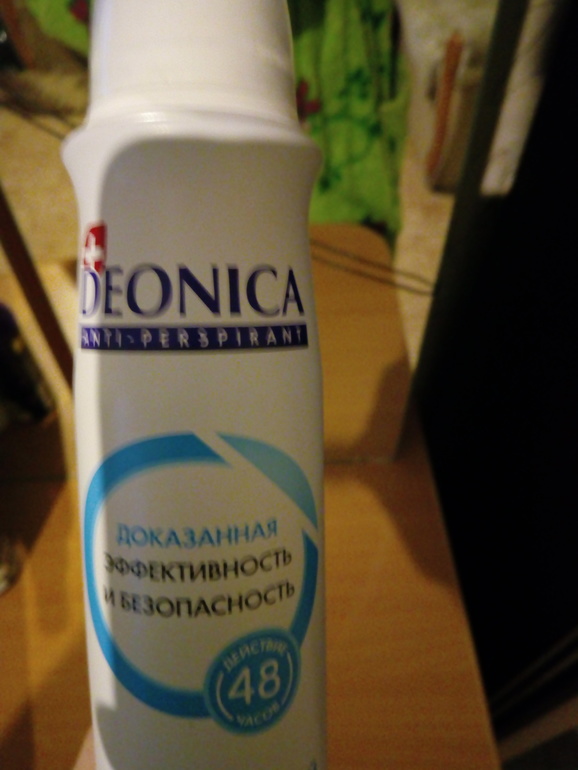 DEONICA
ANTI-PERSPIRANT
ДОКАЗАННАЯ
ЭФФЕКТИВНОСТЬ
И БЕЗОПАСНОСТЬ
ДЕЙСТВИЕ
48
ЧАСОВ